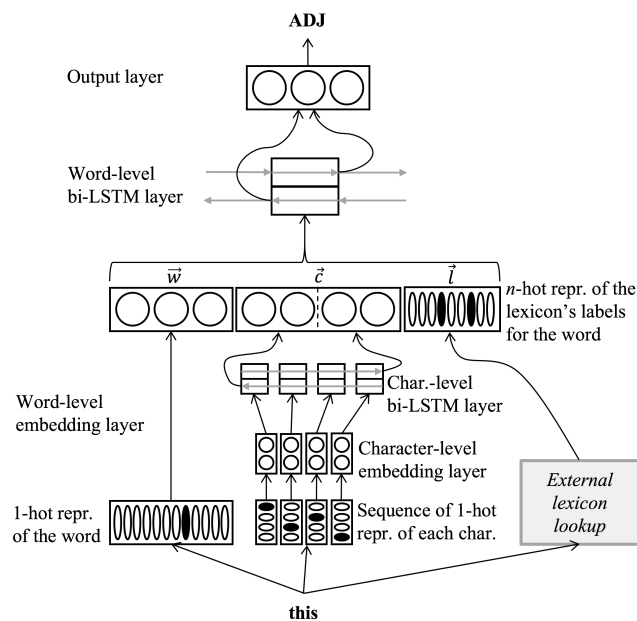 ADJ
Output layer
Word-level
bi-LSTM layer
w⃗
c⃗
l⃗
n-hot repr. of the
lexicon's labels
for the word
Char.-level
bi-LSTM layer
Word-level
embedding layer
Character-level
embedding layer
1-hot repr.
of the word
Sequence of 1-hot
repr. of each char.
External
lexicon
lookup
this